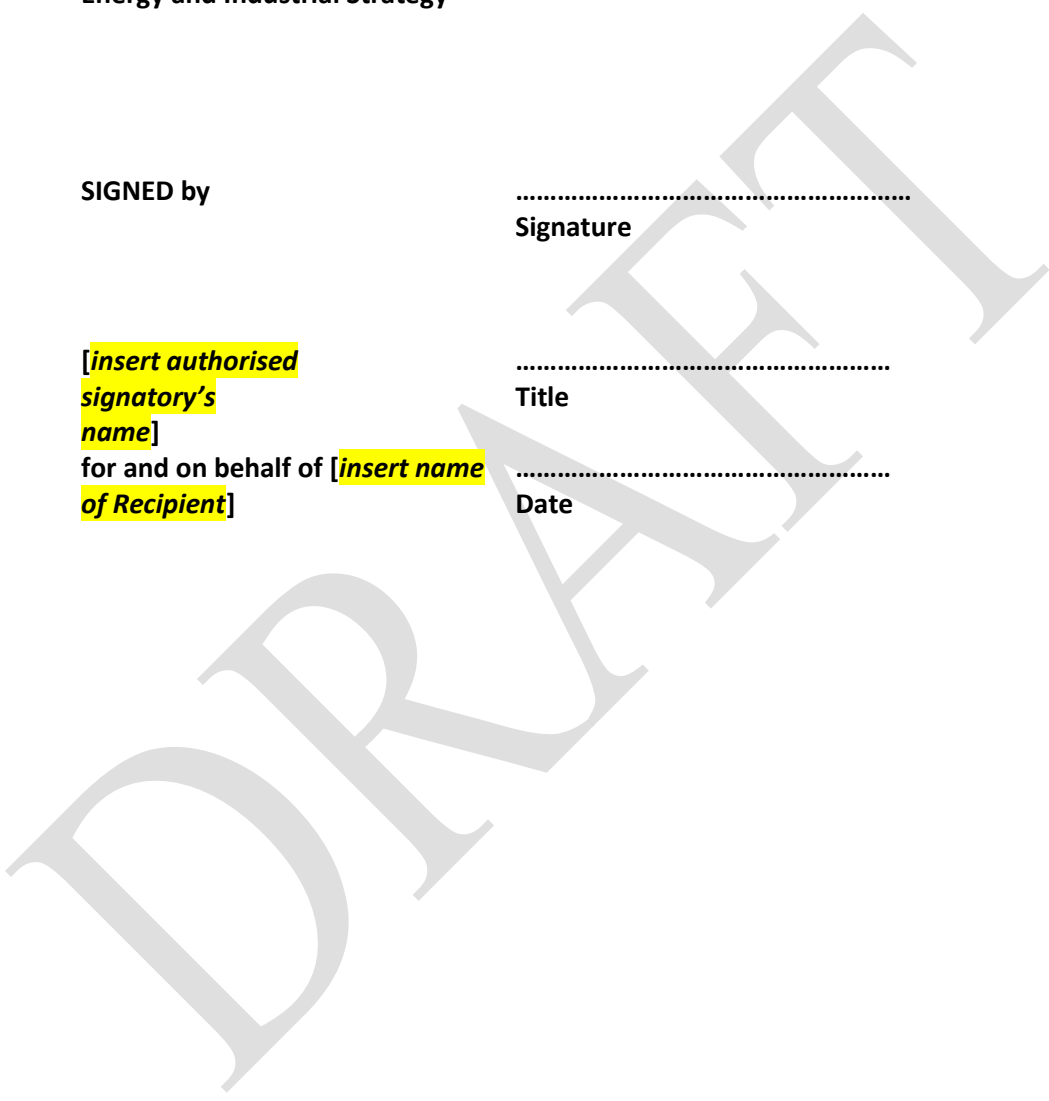 Energy and Industrial Strategy
SIGNED by ……………………………………………………
Signature
[insert authorised …………………………………………………
signatory’s Title
name]
for and on behalf of [insert name …………………………………………………
of Recipient] Date
DRAFT